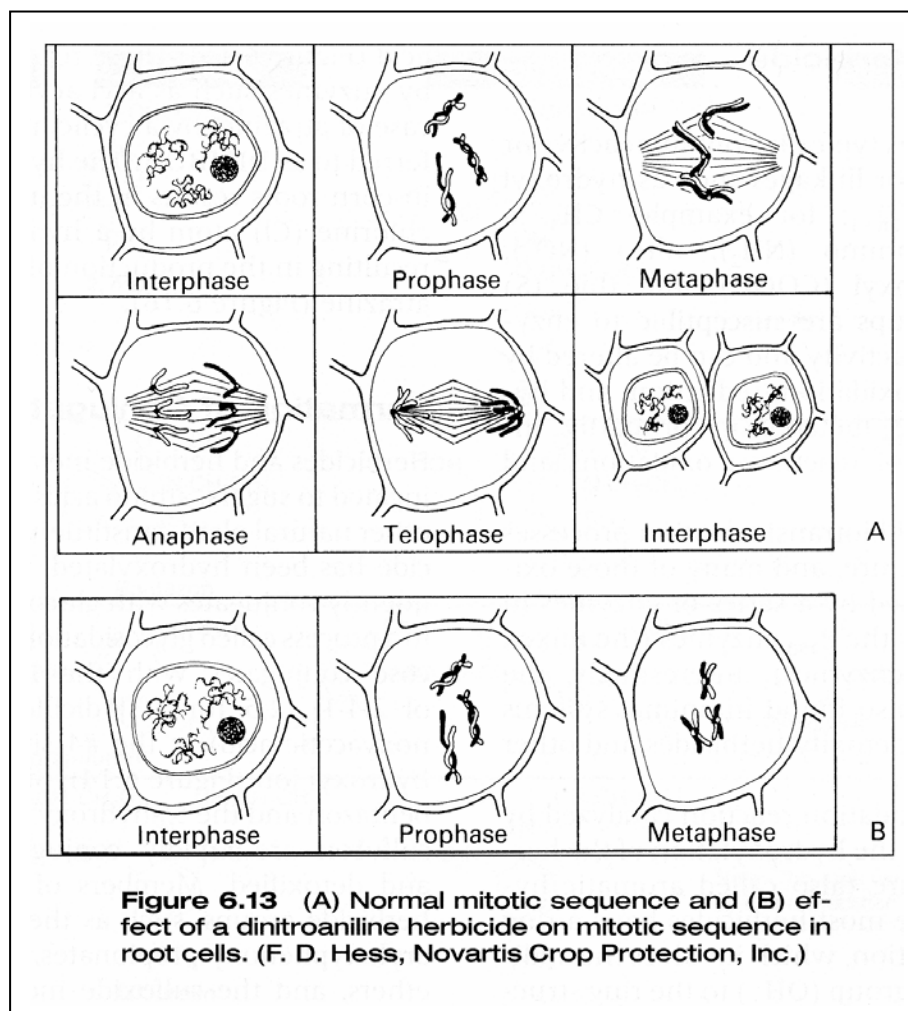 Interphase
Prophase
Metaphase
Anaphase
Telophase
Interphase
A
Interphase
Prophase
Metaphase
B
Figure 6.13 (A) Normal mitotic sequence and (B) ef-
fect of a dinitroaniline herbicide on mitotic sequence in
root cells. (F. D. Hess, Novartis Crop Protection, Inc.)